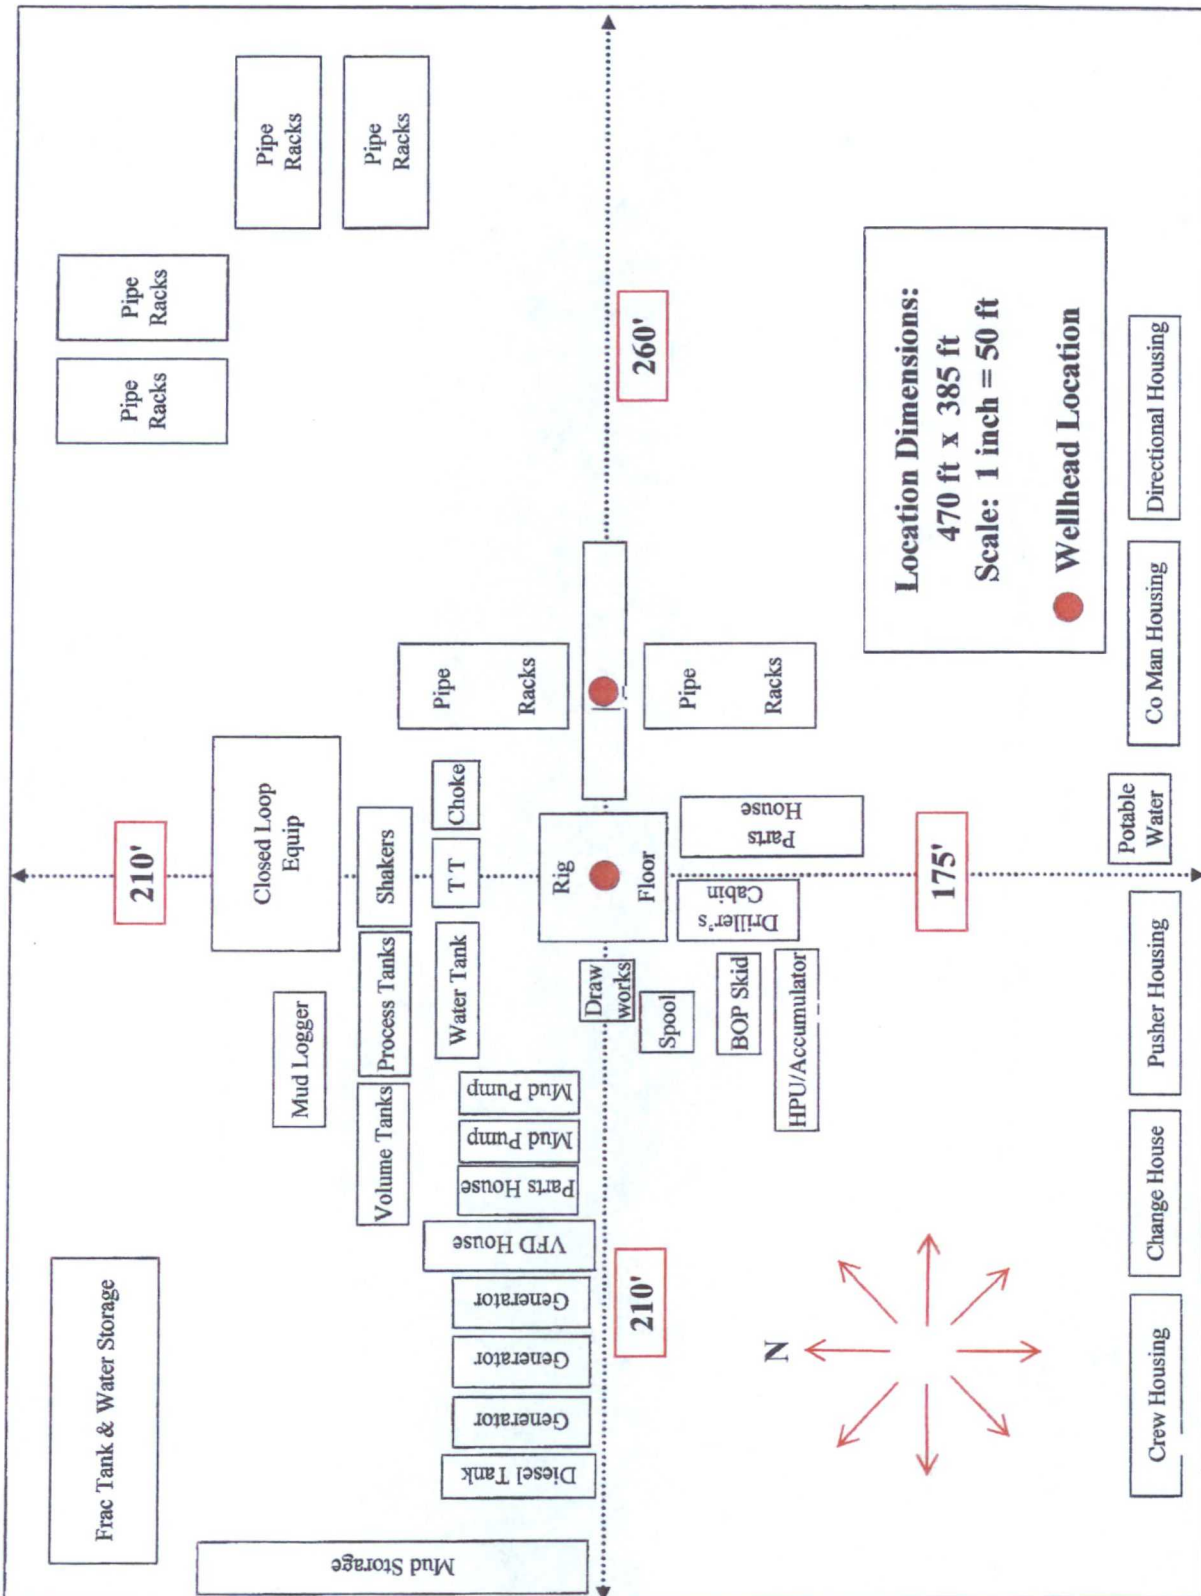 Frac Tank & Water Storage
Mud Storage
Diesel Tank
Generator
Generator
Generator
VFD House
Parts House
Mud Pump
Mud Pump
Volume Tanks
Process Tanks
Shakers
Mud Logger
Closed Loop
Equip
210'
Water Tank
T T
Choke
Pipe
Racks
Pipe
Racks
Pipe
Racks
Pipe
Racks
Pipe
Racks
Pipe
Racks
Rig
Floor
Draw
works
Spool
BOP Skid
HPU/Accumulator
Driller's
Cabin
Parts
House
210'
260'
175'
N
Location Dimensions:
470 ft x 385 ft
Scale: 1 inch = 50 ft
Wellhead Location
Crew Housing
Change House
Pusher Housing
Potable
Water
Co Man Housing
Directional Housing